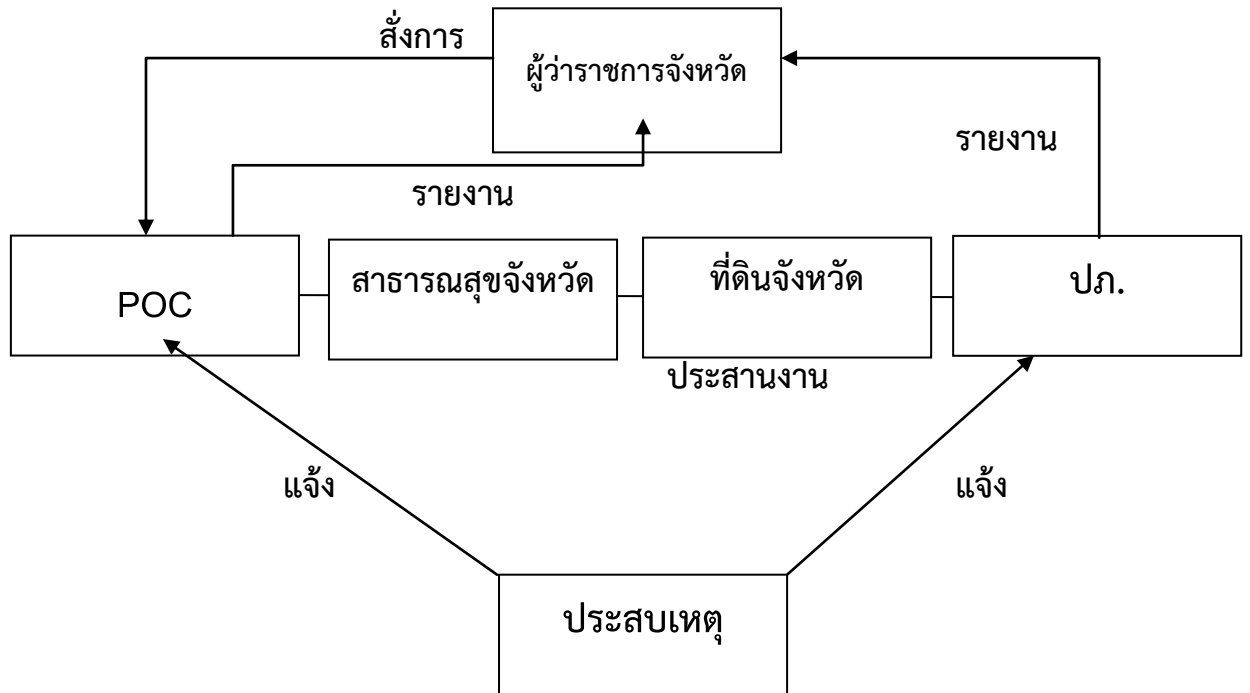 สั่งการ
ผู้ว่าราชการจังหวัด
รายงาน
รายงาน
POC
สาธารณสุขจังหวัด
ที่ดินจังหวัด
ปภ.
ประสานงาน
แจ้ง
แจ้ง
ประสบเหตุ